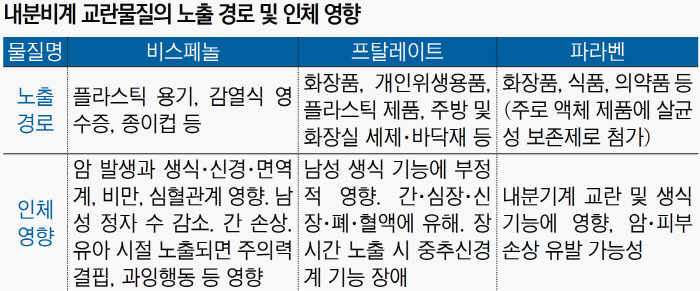 내분비계 교란물질의 노출 경로 및 인체 영향
물질명
비스페놀
프탈레이트
파라벤
노출
경로
플라스틱 용기, 감열식 영
수증, 종이컵 등
화장품, 개인위생용품,
플라스틱 제품, 주방 및
화장실 세제·바닥재 등
화장품, 식품, 의약품 등
(주로 액체 제품에 살균
성 보존제로 첨가)
인체
영향
암 발생과 생식·신경·면역
계, 비만, 심혈관계 영향. 남
성 정자 수 감소. 간 손상.
유아 시절 노출되면 주의력
결핍, 과잉행동 등 영향
남성 생식 기능에 부정
적 영향. 간·심장·신
장·폐·혈액에 유해. 장
시간 노출 시 중추신경
계 기능 장애
내분기계 교란 및 생식
기능에 영향, 암·피부
손상 유발 가능성